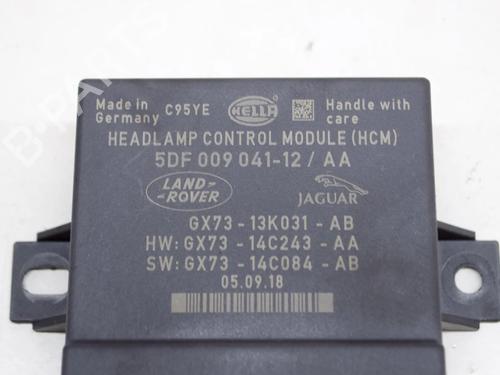 Made in
Germany
C95YE
HELLA
Handle with
care
HEADLAMP CONTROL MODULE (HCM)
5DF 009 041-12 / AA
LAND-
-ROVER
JAGUAR
GX73 - 13K031 - AB
HW: GX73 - 14C243 - AA
SW: GX73 - 14C084 - AB
05.09.18
B-PARTS